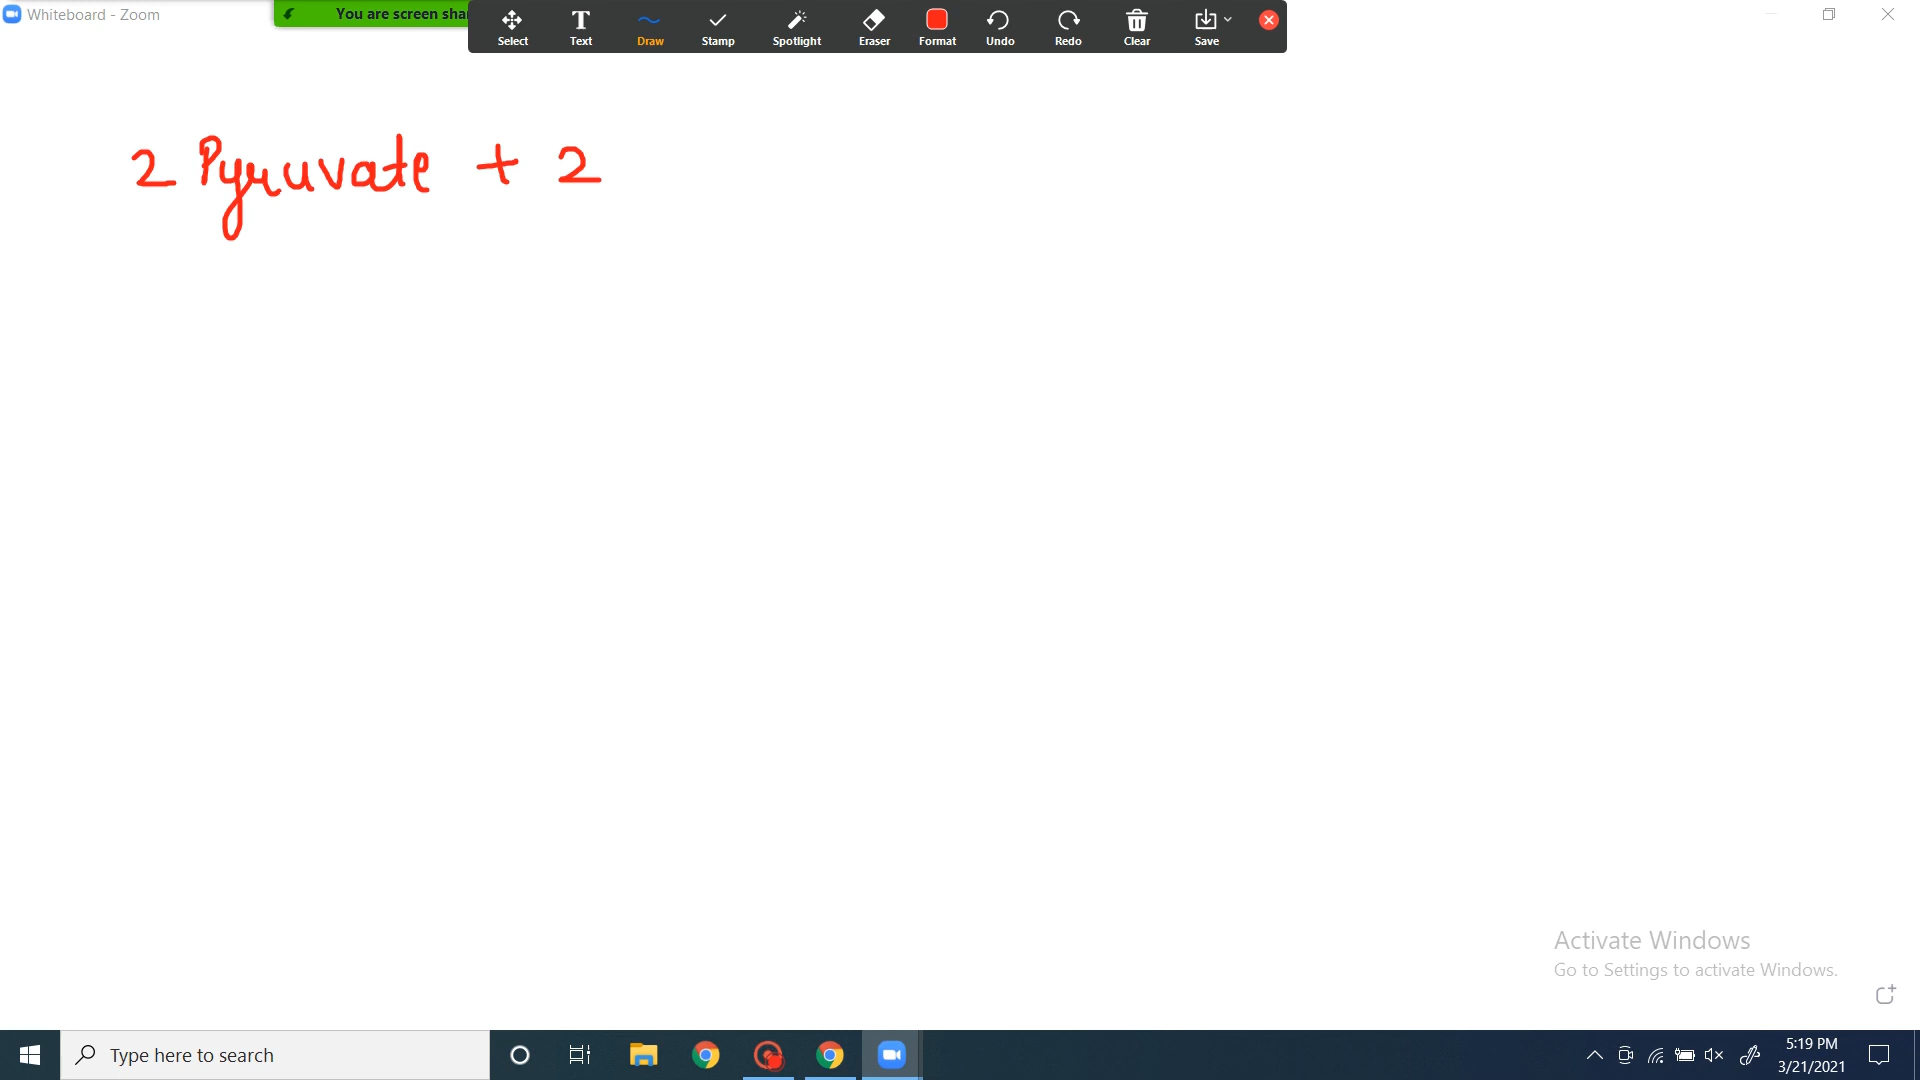 Whiteboard - Zoom
You are screen sha
Select Text Draw Stamp Spotlight Eraser Format Undo Redo Clear Save
2 Pyruvate + 2
Activate Windows
Go to Settings to activate Windows.
Type here to search
5:19 PM
3/21/2021